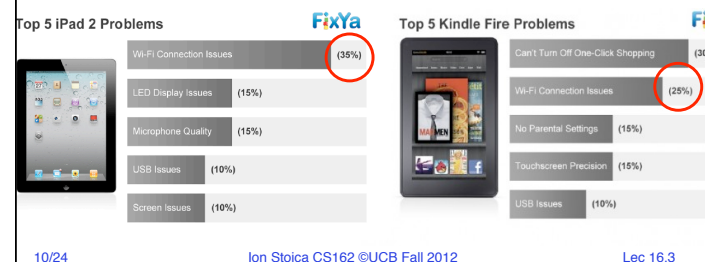 Top 5 iPad 2 Problems
FixYa
Wi-Fi Connection Issues (35%)
LED Display Issues (15%)
Microphone Quality (15%)
USB Issues (10%)
Screen Issues (10%)
Top 5 Kindle Fire Problems
Can't Turn Off One-Click Shopping (30
Wi-Fi Connection Issues (25%)
No Parental Settings (15%)
Touchscreen Precision (15%)
USB Issues (10%)
MAD MEN
10/24 Ion Stoica CS162 ©UCB Fall 2012 Lec 16.3